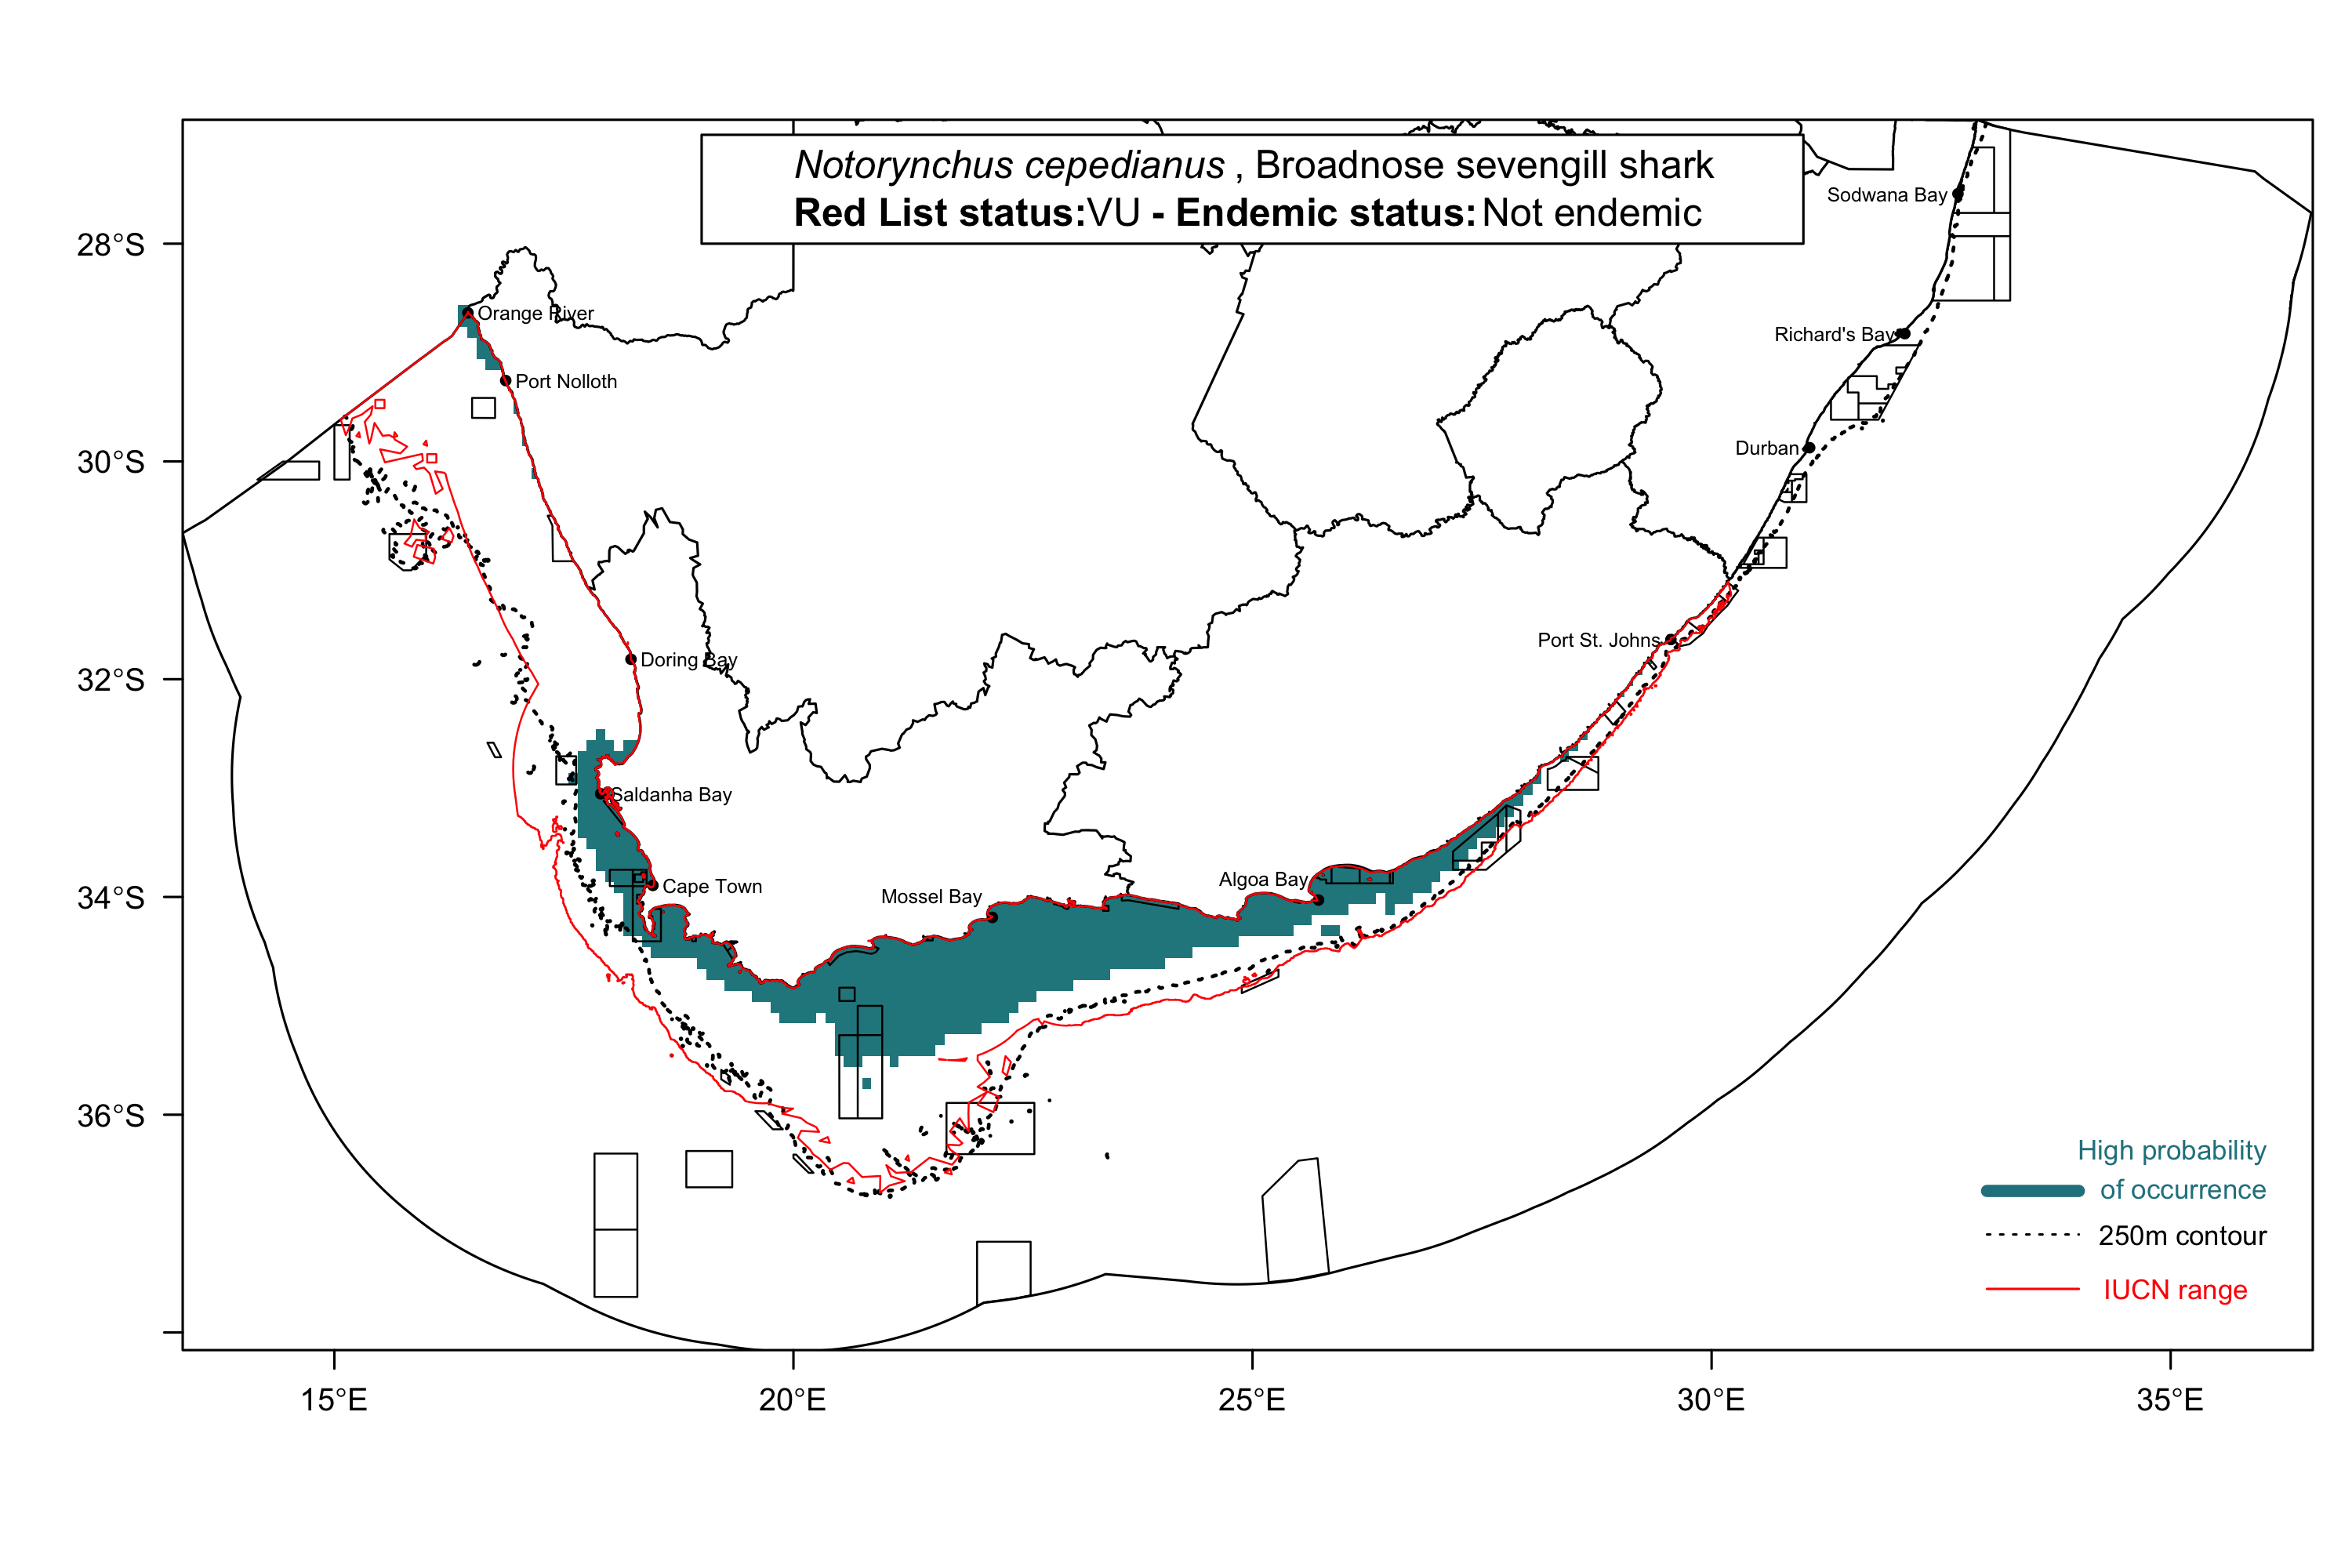 Notorynchus cepedianus , Broadnose sevengill shark
Red List status:VU - Endemic status: Not endemic
Sodwana Bay
28°S
Orange River
Richard's Bay
Port Nolloth
Durban
30°S
Port St. Johns
Doring Bay
32°S
Saldanha Bay
Algoa Bay
Cape Town
Mossel Bay
34°S
36°S
High probability
of occurrence
250m contour
IUCN range
15°E
20°E
25°E
30°E
35°E